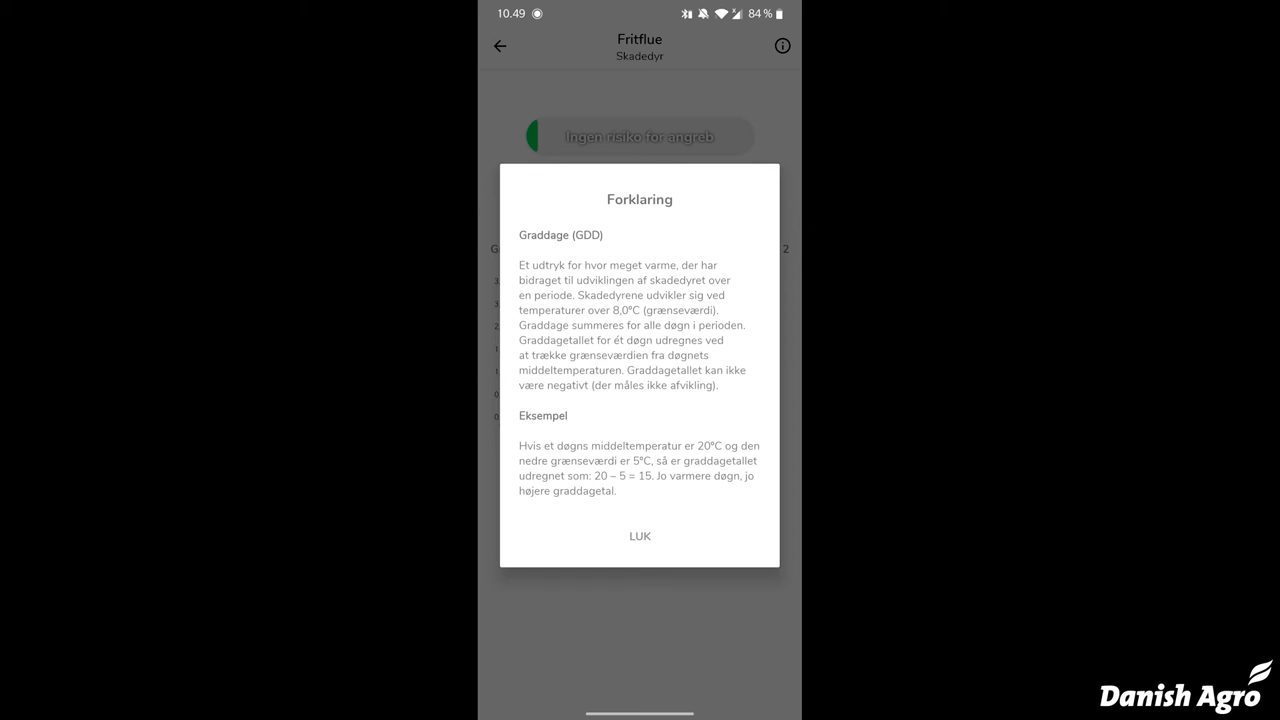 10.49
84 %
Fritflue
Skadedyr
Ingen risiko for angreb
Forklaring
Graddage (GDD)
Et udtryk for hvor meget varme, der har
bidraget til udviklingen af skadedyret over
en periode. Skadedyrene udvikler sig ved
temperaturer over 8,0°C (grænseværdi).
Graddage summeres for alle døgn i perioden.
Graddagetallet for ét døgn udregnes ved
at trække grænseværdien fra døgnets
middeltemperaturen. Graddagetallet kan ikke
være negativt (der måles ikke afvikling).
Eksempel
Hvis et døgns middeltemperatur er 20°C og den
nedre grænseværdi er 5°C, så er graddagetallet
udregnet som: 20 – 5 = 15. Jo varmere døgn, jo
højere graddagetal.
LUK
Danish Agro